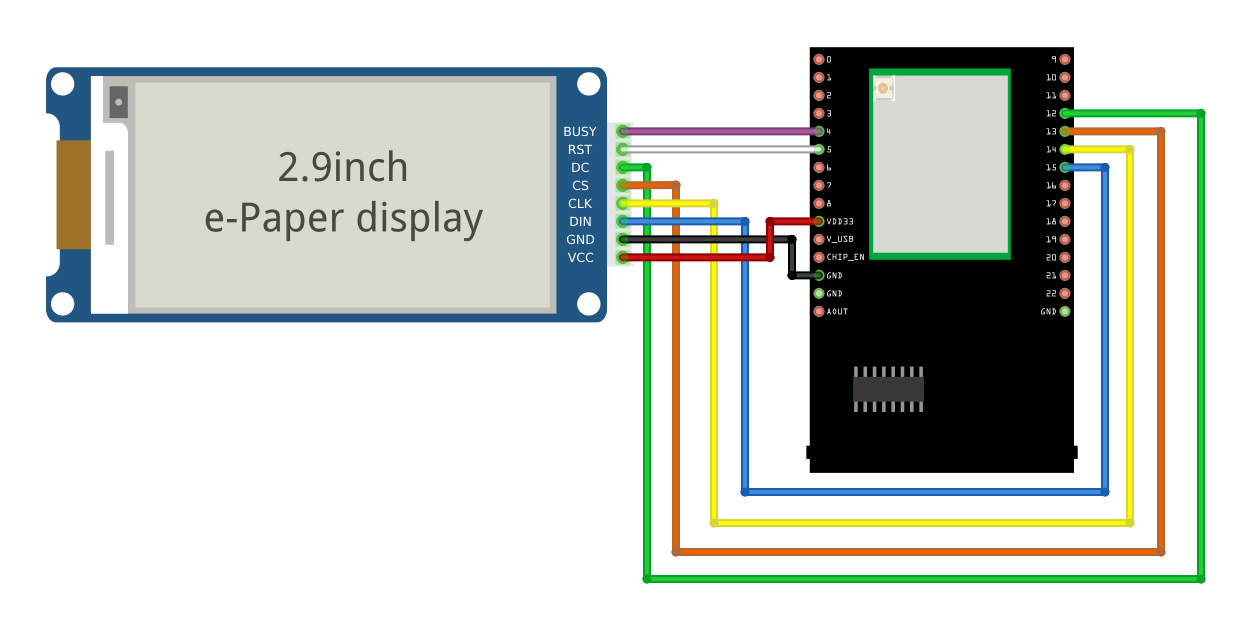 2.9inch
e-Paper display
BUSY
RST
DC
CS
CLK
DIN
GND
VCC
0
1
2
3
4
5
6
7
8
VDD33
V_USB
CHIP_EN
GND
GND
AOUT
9
10
11
12
13
14
15
16
17
18
19
20
21
22
GND